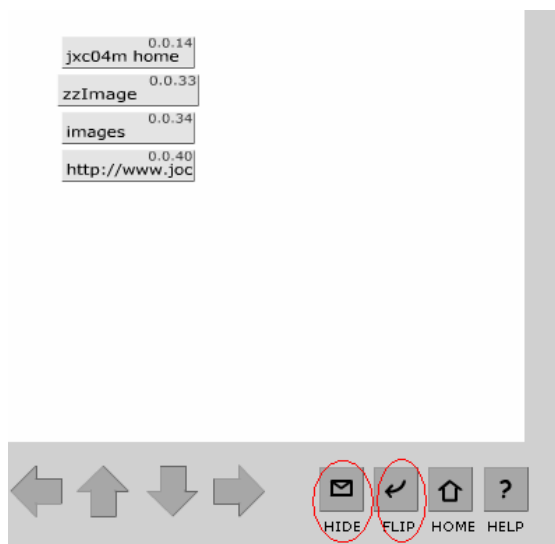 0.0.14
jxc04m home
0.0.33
zzImage
0.0.34
images
0.0.40
http://www.joc
?
HIDE FLIP HOME HELP